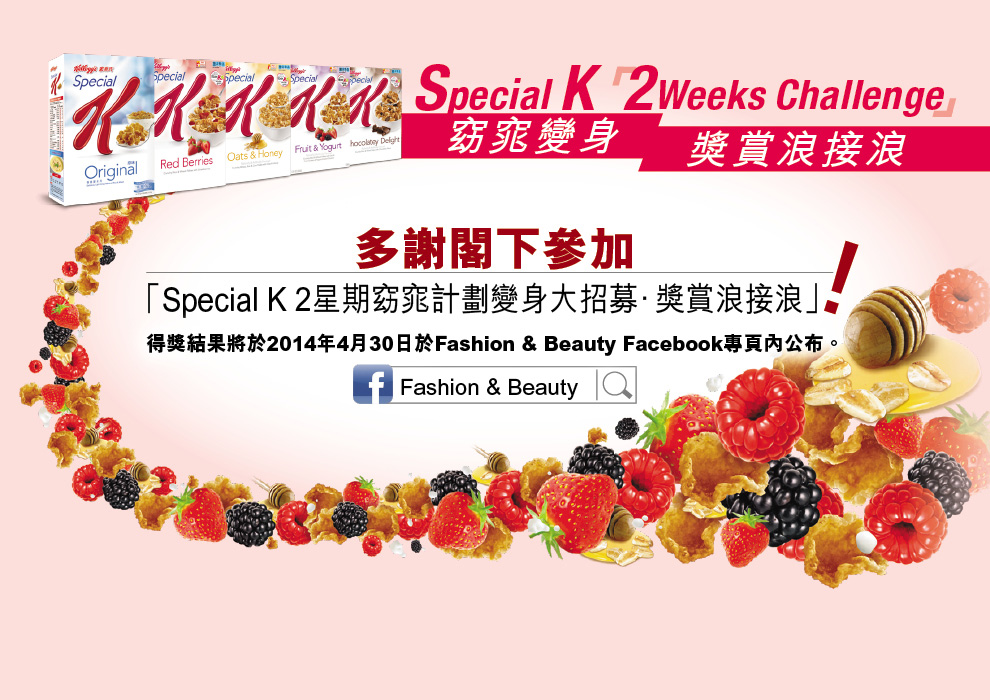 Special K「2Weeks Challenge」
窈窕變身
獎賞浪接浪
Kellogg's
Special
K
Original
Special
K
Red Berries
Special
K
Oats & Honey
Special
K
Fruit & Yogurt
Special
K
Chocolatey Delight
多謝閣下參加
「Special K 2星期窈窕計劃變身大招募·獎賞浪接浪」!
得獎結果將於2014年4月30日於Fashion & Beauty Facebook專頁內公布。
f Fashion & Beauty